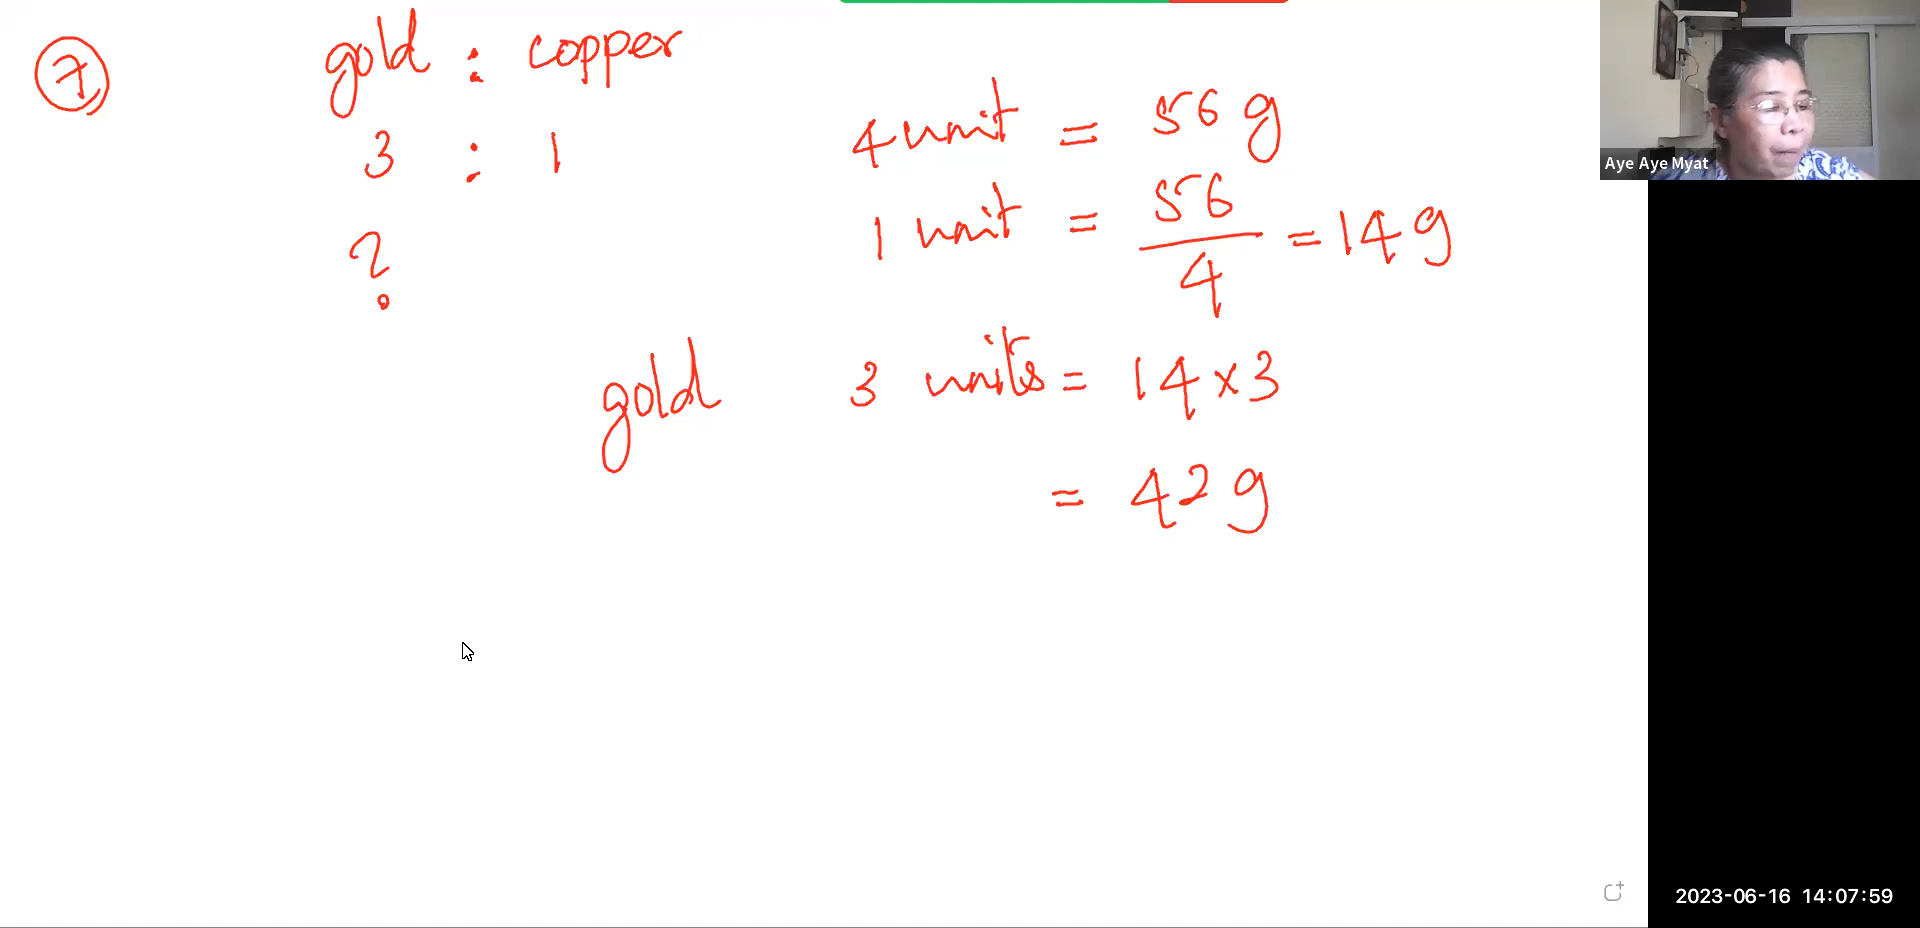 7
gold : copper
3 : 1
?
4 unit = 56 g
1 unit = 56/4 = 14 g
gold 3 units = 14 × 3
= 42 g
Aye Aye Myat
2023-06-16 14:07:59